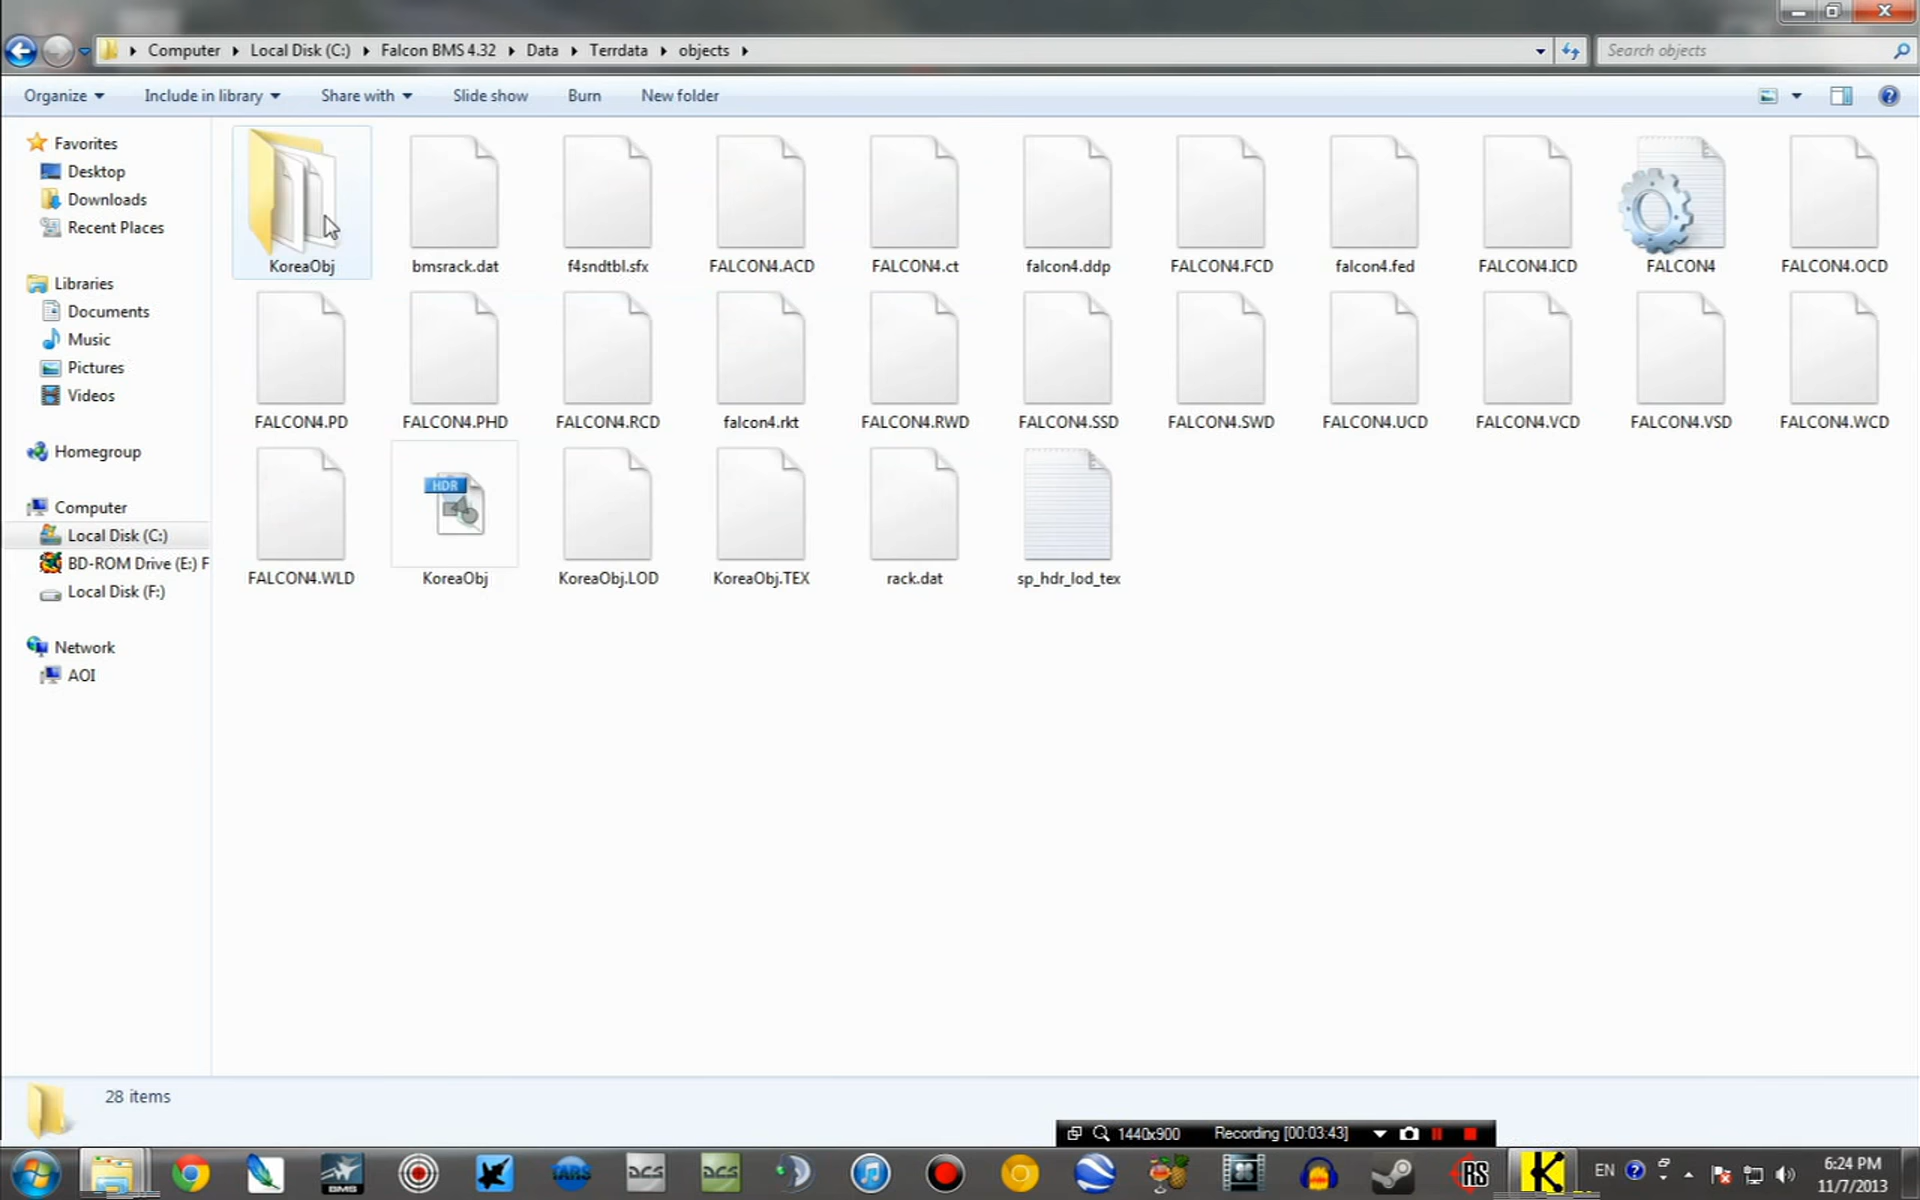 Computer Local Disk (C:) Falcon BMS 4.32 Data Terrdata objects
Search objects
Organize Include in library Share with Slide show Burn New folder
Favorites
Desktop
Downloads
Recent Places
Libraries
Documents
Music
Pictures
Videos
Homegroup
Computer
Local Disk (C:)
BD-ROM Drive (E:) F
Local Disk (F:)
Network
AOI
KoreaObj bmsrack.dat f4sndtbl.sfx FALCON4.ACD FALCON4.ct falcon4.ddp FALCON4.FCD falcon4.fed FALCON4.ICD FALCON4 FALCON4.OCD
FALCON4.PD FALCON4.PHD FALCON4.RCD falcon4.rkt FALCON4.RWD FALCON4.SSD FALCON4.SWD FALCON4.UCD FALCON4.VCD FALCON4.VSD FALCON4.WCD
HDR
FALCON4.WLD KoreaObj KoreaObj.LOD KoreaObj.TEX rack.dat sp_hdr_lod_tex
28 items
1440x900 Recording [00:03:43]
BMS TARS DCS DCS RS K EN
6:24 PM
11/7/2013